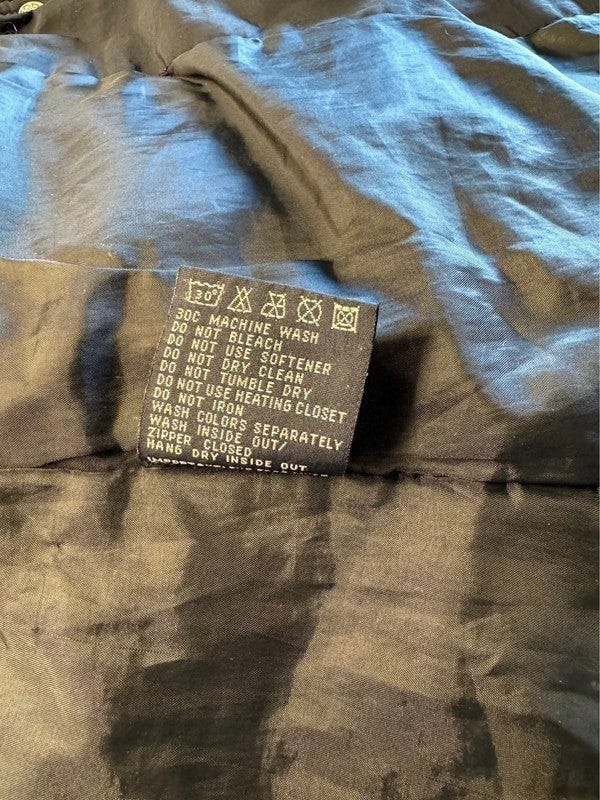 30°
30C MACHINE WASH
DO NOT BLEACH
DO NOT USE SOFTENER
DO NOT DRY CLEAN
DO NOT TUMBLE DRY
DO NOT USE HEATING CLOSET
DO NOT IRON
WASH COLORS SEPARATELY
WASH INSIDE OUT/
ZIPPER CLOSED
HANG DRY INSIDE OUT